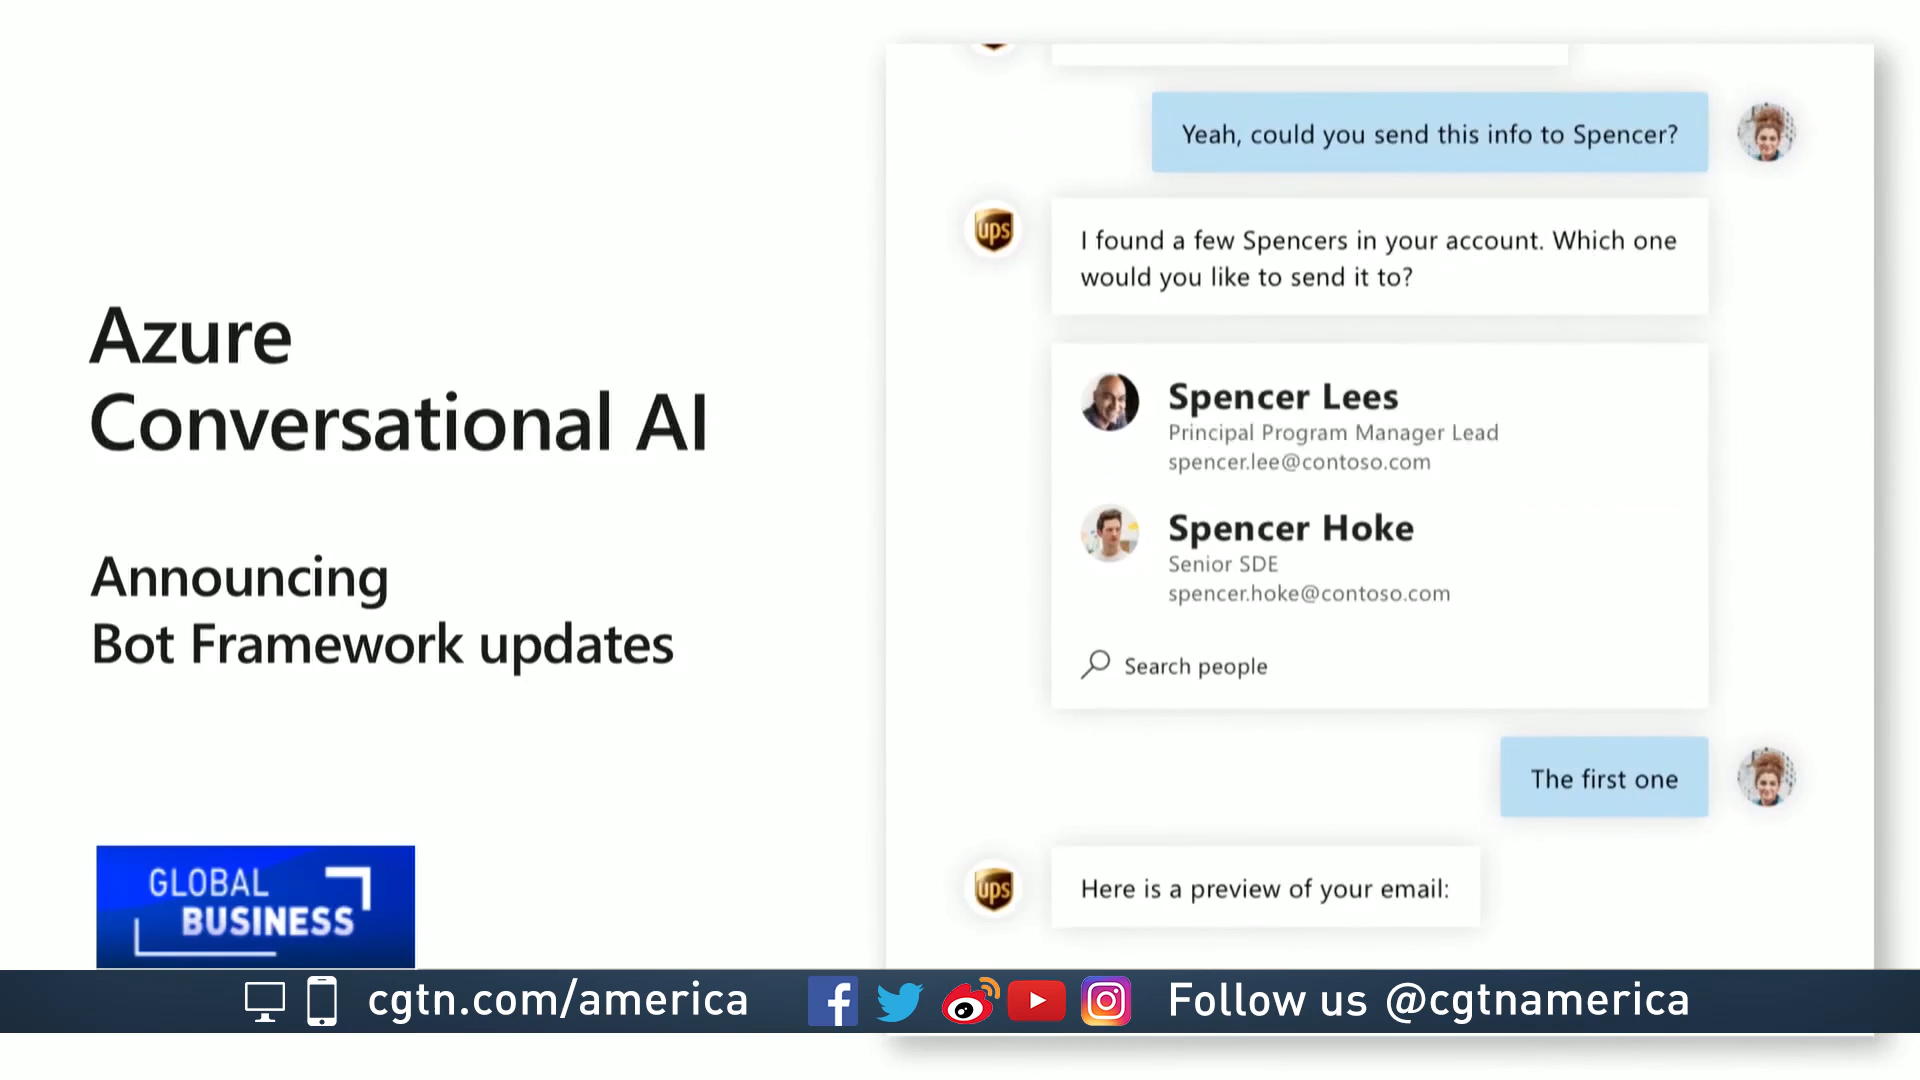 Azure
Conversational AI
Announcing
Bot Framework updates
Yeah, could you send this info to Spencer?
ups
I found a few Spencers in your account. Which one
would you like to send it to?
Spencer Lees
Principal Program Manager Lead
spencer.lee@contoso.com
Spencer Hoke
Senior SDE
spencer.hoke@contoso.com
Search people
The first one
ups
Here is a preview of your email:
GLOBAL
BUSINESS
cgtn.com/america
Follow us @cgtnamerica